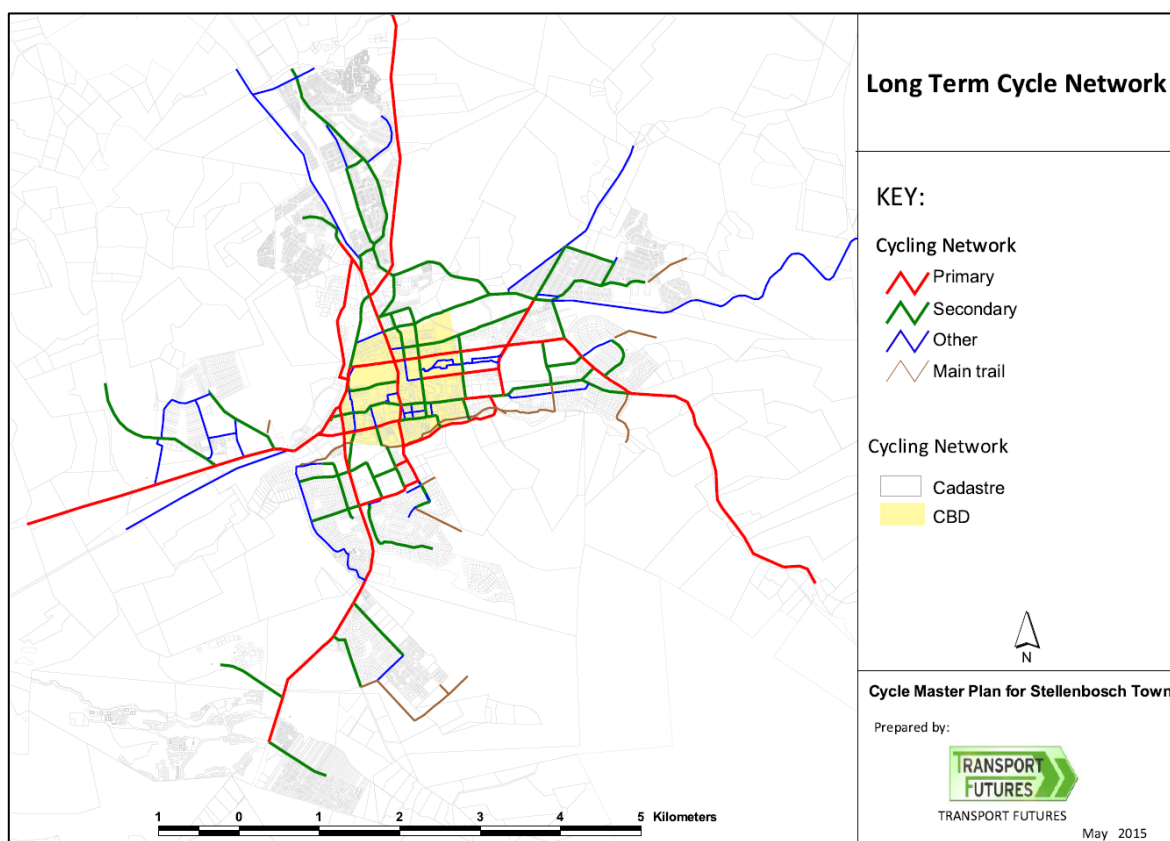 Long Term Cycle Network
KEY:
Cycling Network
Primary
Secondary
Other
Main trail
Cycling Network
Cadastre
CBD
N
Cycle Master Plan for Stellenbosch Town
Prepared by:
TRANSPORT
FUTURES
TRANSPORT FUTURES
May 2015
1 0 1 2 3 4 5 Kilometers